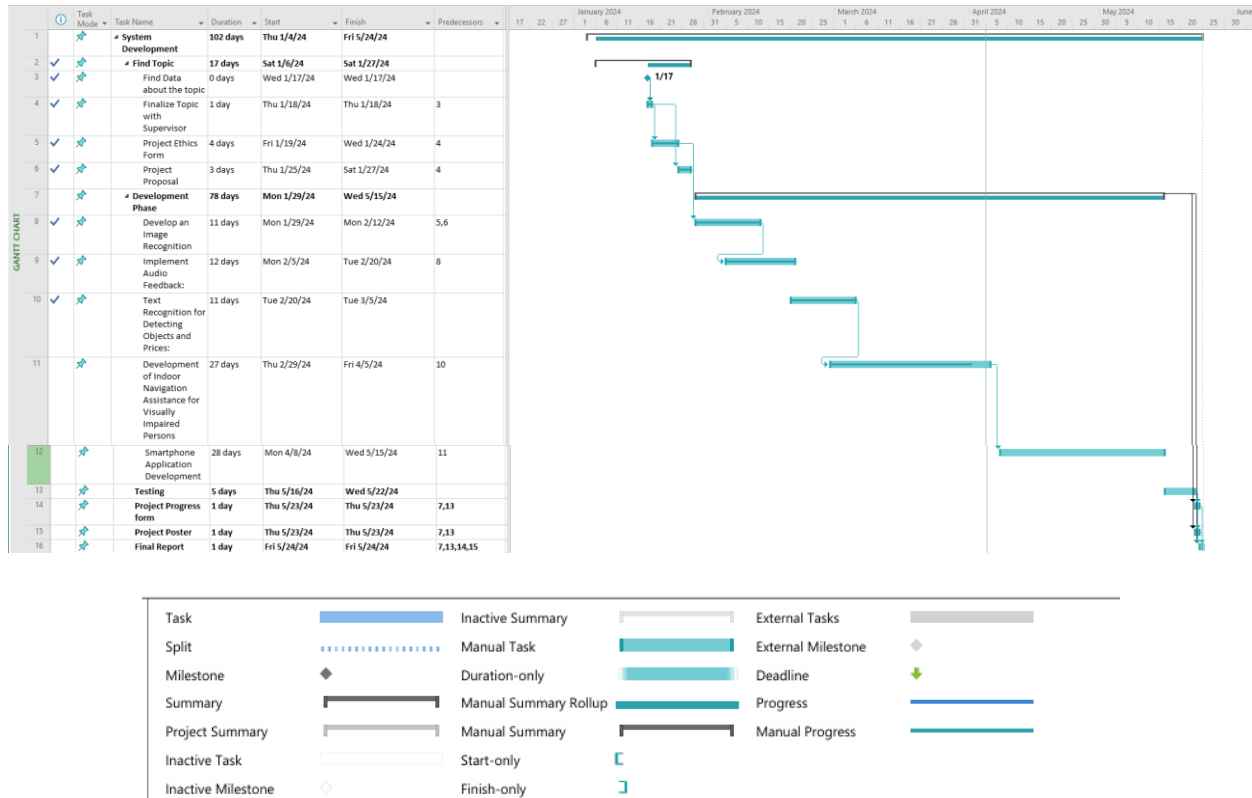 January 2024 February 2024 March 2024 April 2024 May 2024 June
Task Mode Task Name Duration Start Finish Predecessors 17 22 27 1 6 11 16 21 26 31 5 10 15 20 25 1 6 11 16 21 26 31 5 10 15 20 25 30 5 10 15 20 25 30
GANTT CHART
1 System Development 102 days Thu 1/4/24 Fri 5/24/24
2 Find Topic 17 days Sat 1/6/24 Sat 1/27/24
3 Find Data about the topic 0 days Wed 1/17/24 Wed 1/17/24 1/17
4 Finalize Topic with Supervisor 1 day Thu 1/18/24 Thu 1/18/24 3
5 Project Ethics Form 4 days Fri 1/19/24 Wed 1/24/24 4
6 Project Proposal 3 days Thu 1/25/24 Sat 1/27/24 4
7 Development Phase 78 days Mon 1/29/24 Wed 5/15/24
8 Develop an Image Recognition 11 days Mon 1/29/24 Mon 2/12/24 5,6
9 Implement Audio Feedback: 12 days Mon 2/5/24 Tue 2/20/24 8
10 Text Recognition for Detecting Objects and Prices: 11 days Tue 2/20/24 Tue 3/5/24
11 Development of Indoor Navigation Assistance for Visually Impaired Persons 27 days Thu 2/29/24 Fri 4/5/24 10
12 Smartphone Application Development 28 days Mon 4/8/24 Wed 5/15/24 11
13 Testing 5 days Thu 5/16/24 Wed 5/22/24
14 Project Progress form 1 day Thu 5/23/24 Thu 5/23/24 7,13
15 Project Poster 1 day Thu 5/23/24 Thu 5/23/24 7,13
16 Final Report 1 day Fri 5/24/24 Fri 5/24/24 7,13,14,15
Task Inactive Summary External Tasks
Split Manual Task External Milestone
Milestone Duration-only Deadline
Summary Manual Summary Rollup Progress
Project Summary Manual Summary Manual Progress
Inactive Task Start-only
Inactive Milestone Finish-only